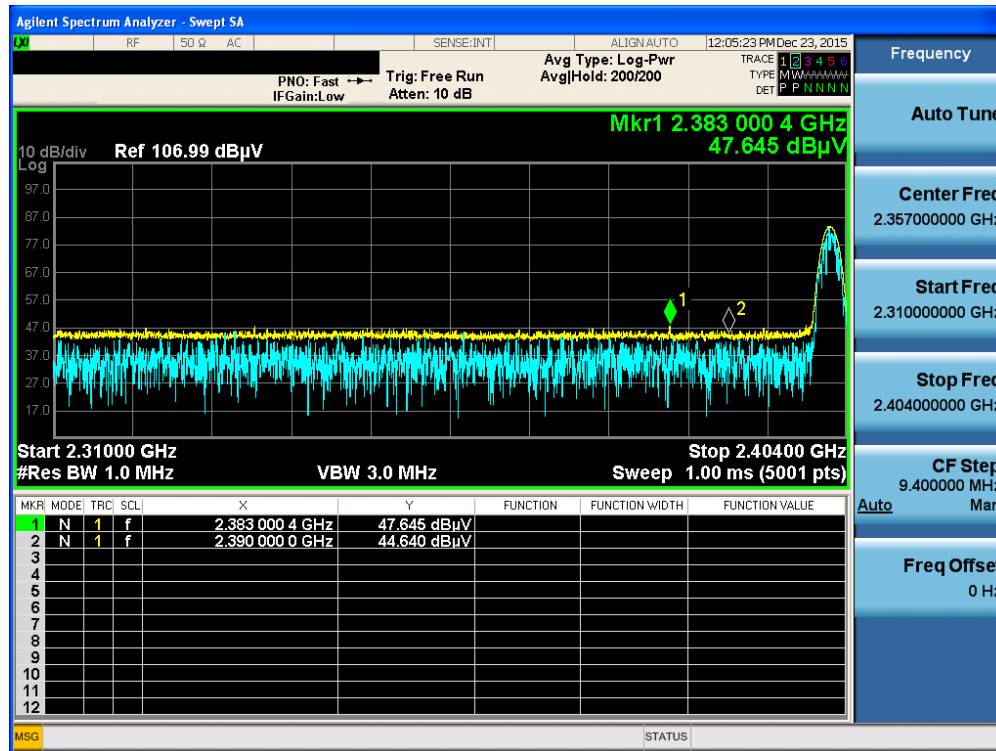 Agilent Spectrum Analyzer - Swept SA
LXI RF 50 Ω AC SENSE:INT ALIGN AUTO 12:05:23 PM Dec 23, 2015
PNO: Fast Trig: Free Run Avg Type: Log-Pwr TRACE 1 2 3 4 5 6
IFGain:Low Atten: 10 dB Avg|Hold: 200/200 TYPE M W
DET P P N N N N
Mkr1 2.383 000 4 GHz
10 dB/div Ref 106.99 dBµV 47.645 dBµV
Log
97.0
87.0
77.0
67.0
57.0
47.0
37.0
27.0
17.0
1
2
Start 2.31000 GHz Stop 2.40400 GHz
#Res BW 1.0 MHz VBW 3.0 MHz Sweep 1.00 ms (5001 pts)
MKR MODE TRC SCL X Y FUNCTION FUNCTION WIDTH FUNCTION VALUE
1 N 1 f 2.383 000 4 GHz 47.645 dBµV
2 N 1 f 2.390 000 0 GHz 44.640 dBµV
3
4
5
6
7
8
9
10
11
12
MSG STATUS
Frequency
Auto Tune
Center Freq
2.357000000 GHz
Start Freq
2.310000000 GHz
Stop Freq
2.404000000 GHz
CF Step
9.400000 MHz
Auto Man
Freq Offset
0 Hz